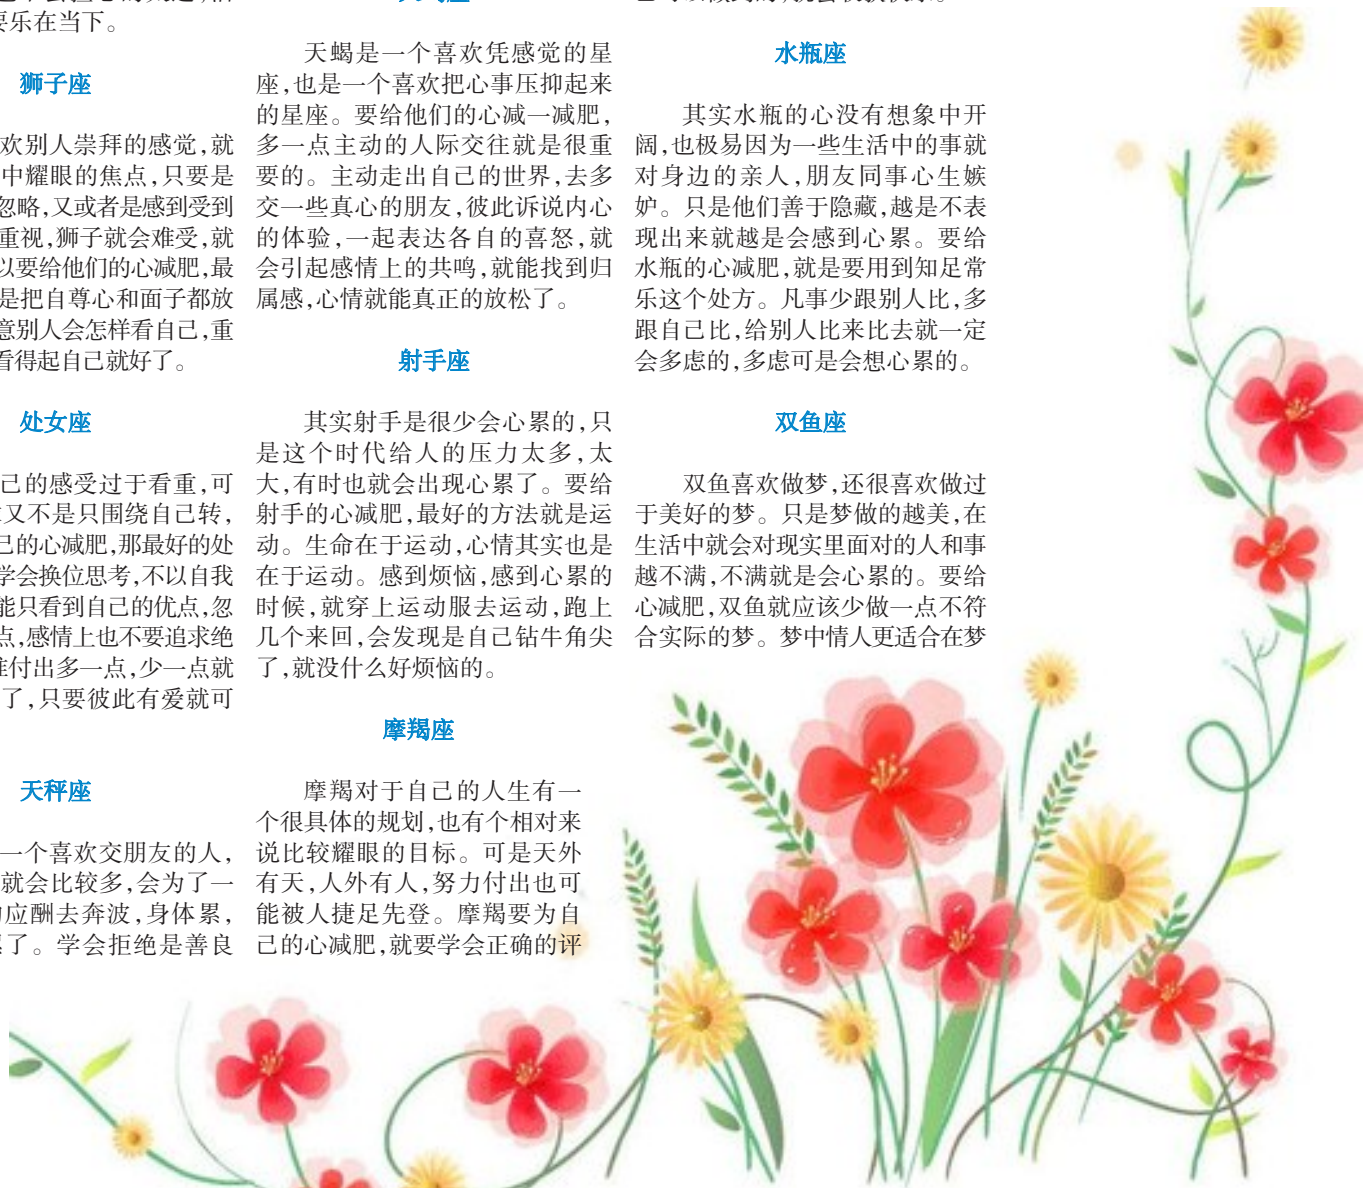 要乐在当下。
狮子座
欢别人崇拜的感觉,就
中耀眼的焦点,只要是
忽略,又或者是感到受到
重视,狮子就会难受,就
以要给他们的心减肥,最
是把自尊心和面子都放
意别人会怎样看自己,重
看得起自己就好了。
处女座
己的感受过于看重,可
又不是只围绕自己转,
己的心减肥,那最好的处
学会换位思考,不以自我
能只看到自己的优点,忽
点,感情上也不要追求绝
付出多一点,少一点就
了,只要彼此有爱就可
天秤座
一个喜欢交朋友的人,
就会比较多,会为了一
应酬去奔波,身体累,
了。学会拒绝是善良
天蝎是一个喜欢凭感觉的星
座,也是一个喜欢把心事压抑起来
的星座。要给他们的心减一减肥,
多一点主动的人际交往就是很重
要的。主动走出自己的世界,去多
交一些真心的朋友,彼此诉说内心
的体验,一起表达各自的喜怒,就
会引起感情上的共鸣,就能找到归
属感,心情就能真正的放松了。
射手座
其实射手是很少会心累的,只
是这个时代给人的压力太多,太
大,有时也就会出现心累了。要给
射手的心减肥,最好的方法就是运
动。生命在于运动,心情其实也是
在于运动。感到烦恼,感到心累的
时候,就穿上运动服去运动,跑上
几个来回,会发现是自己钻牛角尖
了,就没什么好烦恼的。
摩羯座
摩羯对于自己的人生有一
个很具体的规划,也有个相对来
说比较耀眼的目标。可是天外
有天,人外有人,努力付出也可
能被人捷足先登。摩羯要为自
己的心减肥,就要学会正确的评
水瓶座
其实水瓶的心没有想象中开
阔,也极易因为一些生活中的事就
对身边的亲人,朋友同事心生嫉
妒。只是他们善于隐藏,越是不表
现出来就越是会感到心累。要给
水瓶的心减肥,就是要用到知足常
乐这个处方。凡事少跟别人比,多
跟自己比,给别人比来比去就一定
会多虑的,多虑可是会想心累的。
双鱼座
双鱼喜欢做梦,还很喜欢做过
于美好的梦。只是梦做的越美,在
生活中就会对现实里面对的人和事
越不满,不满就是会心累的。要给
心减肥,双鱼就应该少做一点不符
合实际的梦。梦中情人更适合在梦